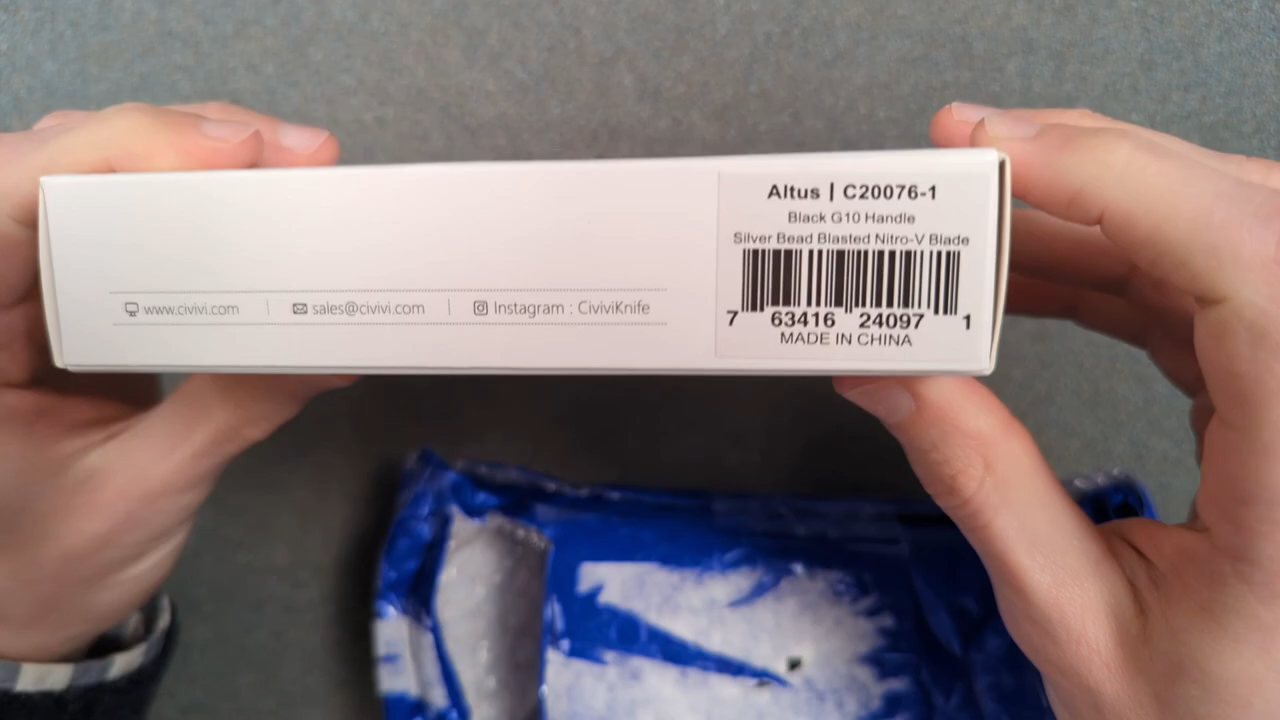 Altus | C20076-1
Black G10 Handle
Silver Bead Blasted Nitro-V Blade
7 63416 24097 1
MADE IN CHINA
www.civivi.com
sales@civivi.com
Instagram : CiviviKnife